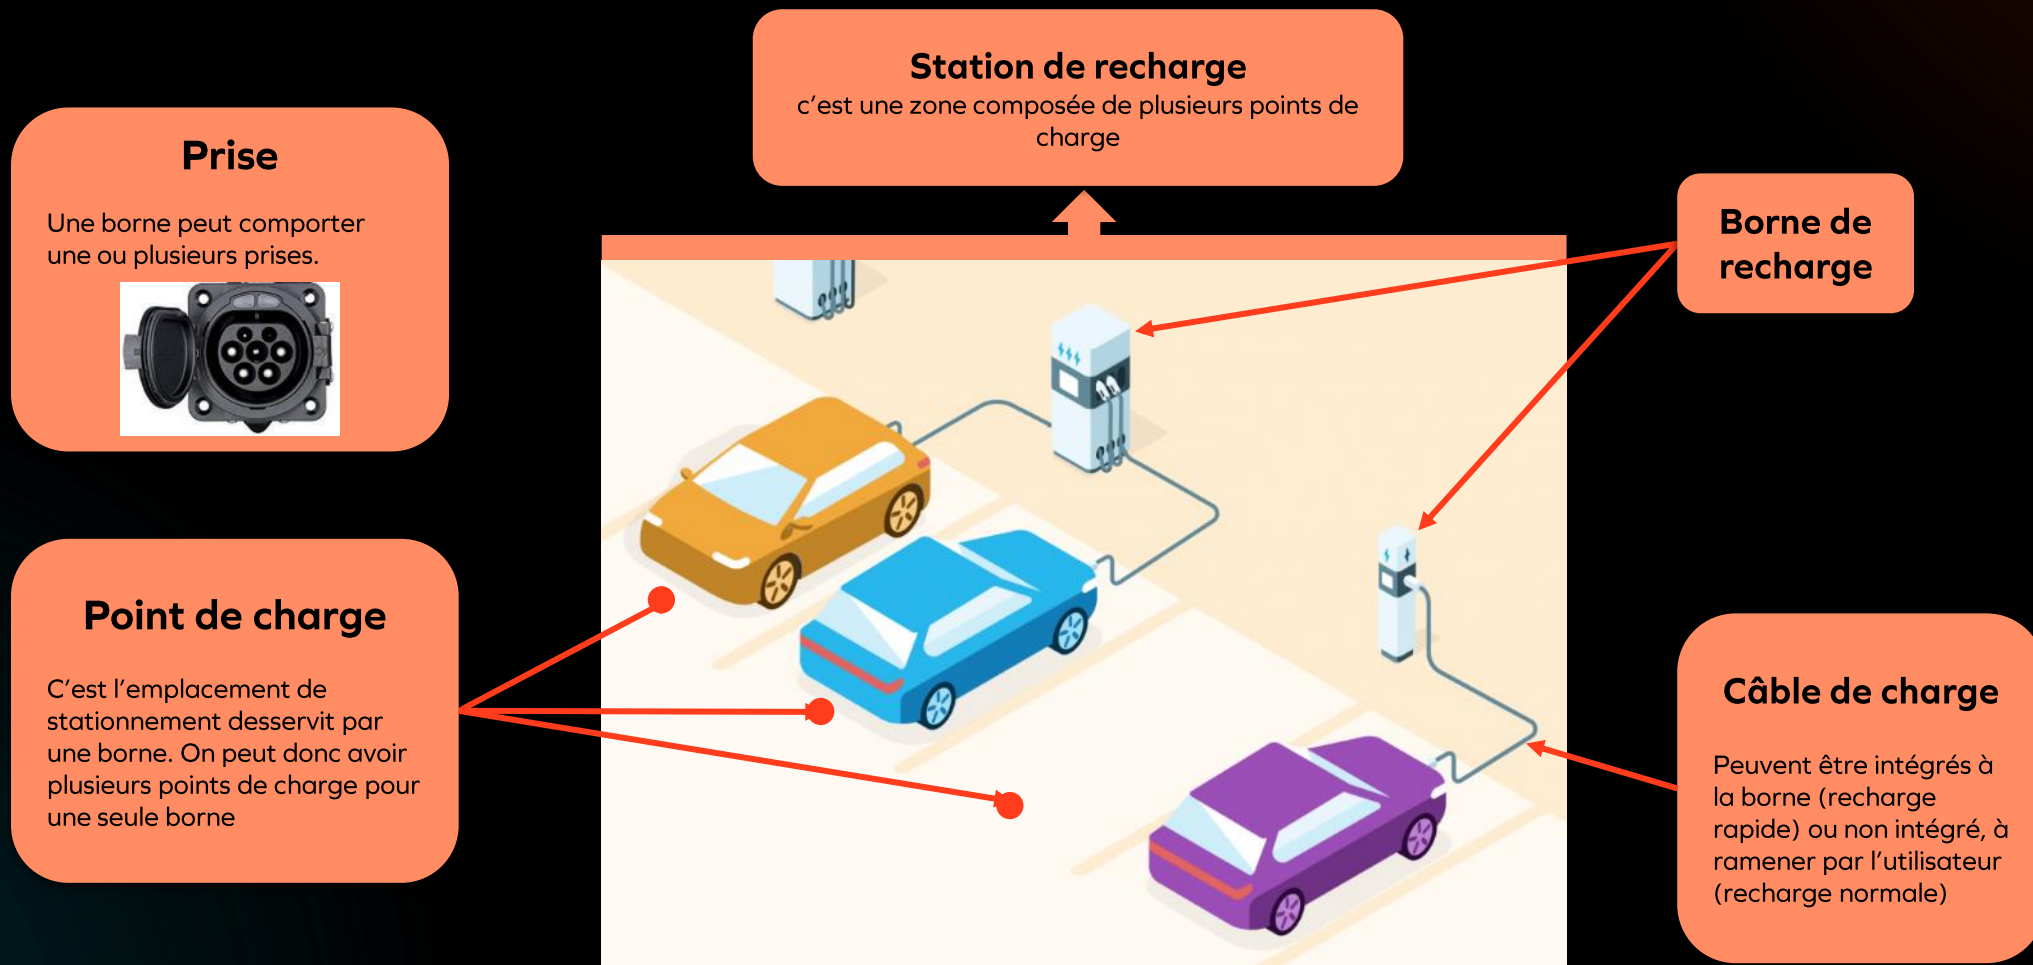 Station de recharge
c’est une zone composée de plusieurs points de
charge
Prise
Une borne peut comporter
une ou plusieurs prises.
Borne de
recharge
Point de charge
C’est l’emplacement de
stationnement desservit par
une borne. On peut donc avoir
plusieurs points de charge pour
une seule borne
Câble de charge
Peuvent être intégrés à
la borne (recharge
rapide) ou non intégré, à
ramener par l’utilisateur
(recharge normale)